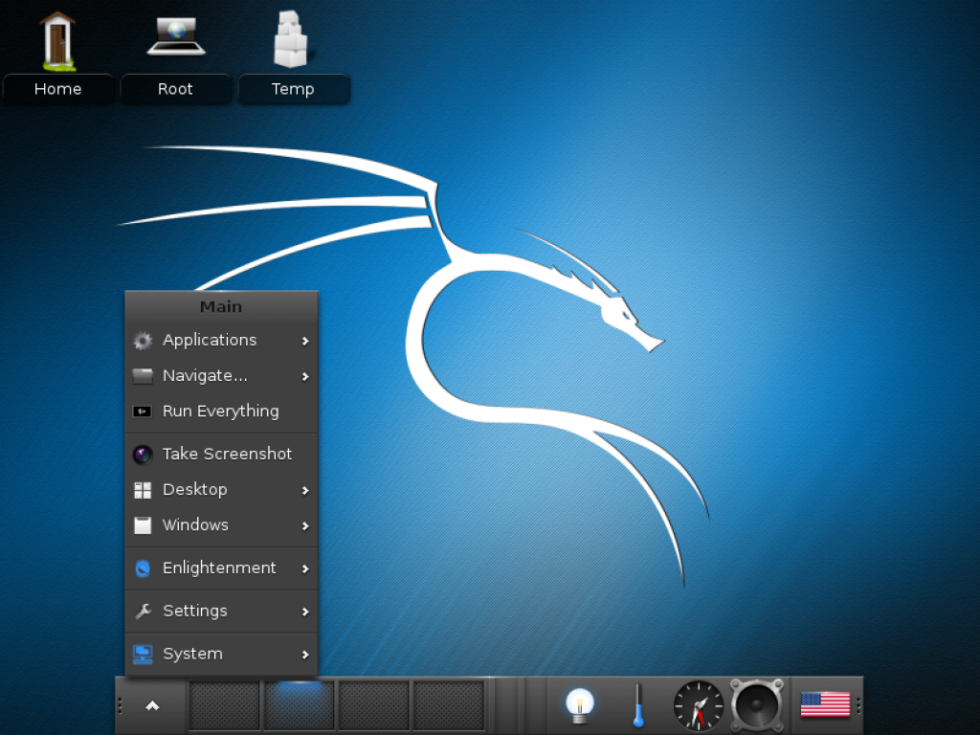 Home
Root
Temp
Main
Applications
Navigate...
Run Everything
Take Screenshot
Desktop
Windows
Enlightenment
Settings
System